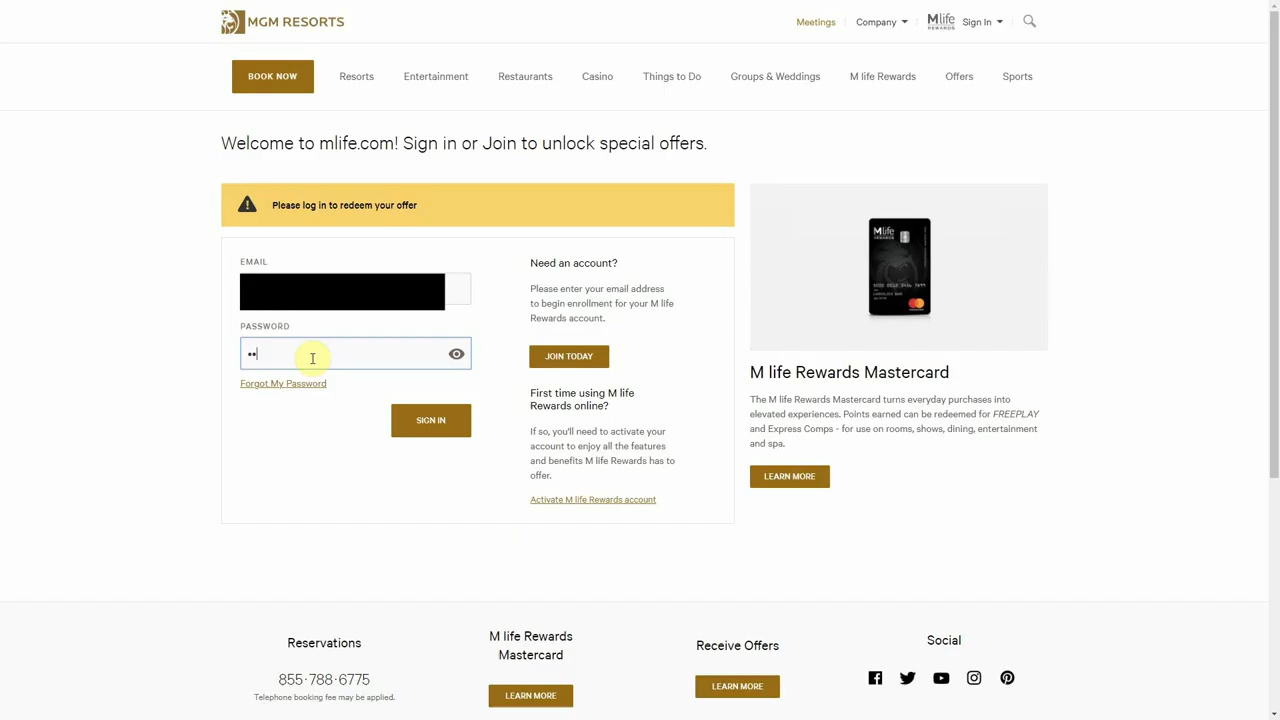 MGM RESORTS
Meetings
Company
Mlife
REWARDS
Sign In
BOOK NOW
Resorts
Entertainment
Restaurants
Casino
Things to Do
Groups & Weddings
M life Rewards
Offers
Sports
Welcome to mlife.com! Sign in or Join to unlock special offers.
Please log in to redeem your offer
EMAIL
PASSWORD
••
Forgot My Password
SIGN IN
Need an account?
Please enter your email address
to begin enrollment for your M life
Rewards account.
JOIN TODAY
First time using M life
Rewards online?
If so, you'll need to activate your
account to enjoy all the features
and benefits M life Rewards has to
offer.
Activate M life Rewards account
Mlife
REWARDS
M life Rewards Mastercard
The M life Rewards Mastercard turns everyday purchases into
elevated experiences. Points earned can be redeemed for FREEPLAY
and Express Comps - for use on rooms, shows, dining, entertainment
and spa.
LEARN MORE
Reservations
855·788·6775
Telephone booking fee may be applied.
M life Rewards
Mastercard
LEARN MORE
Receive Offers
LEARN MORE
Social